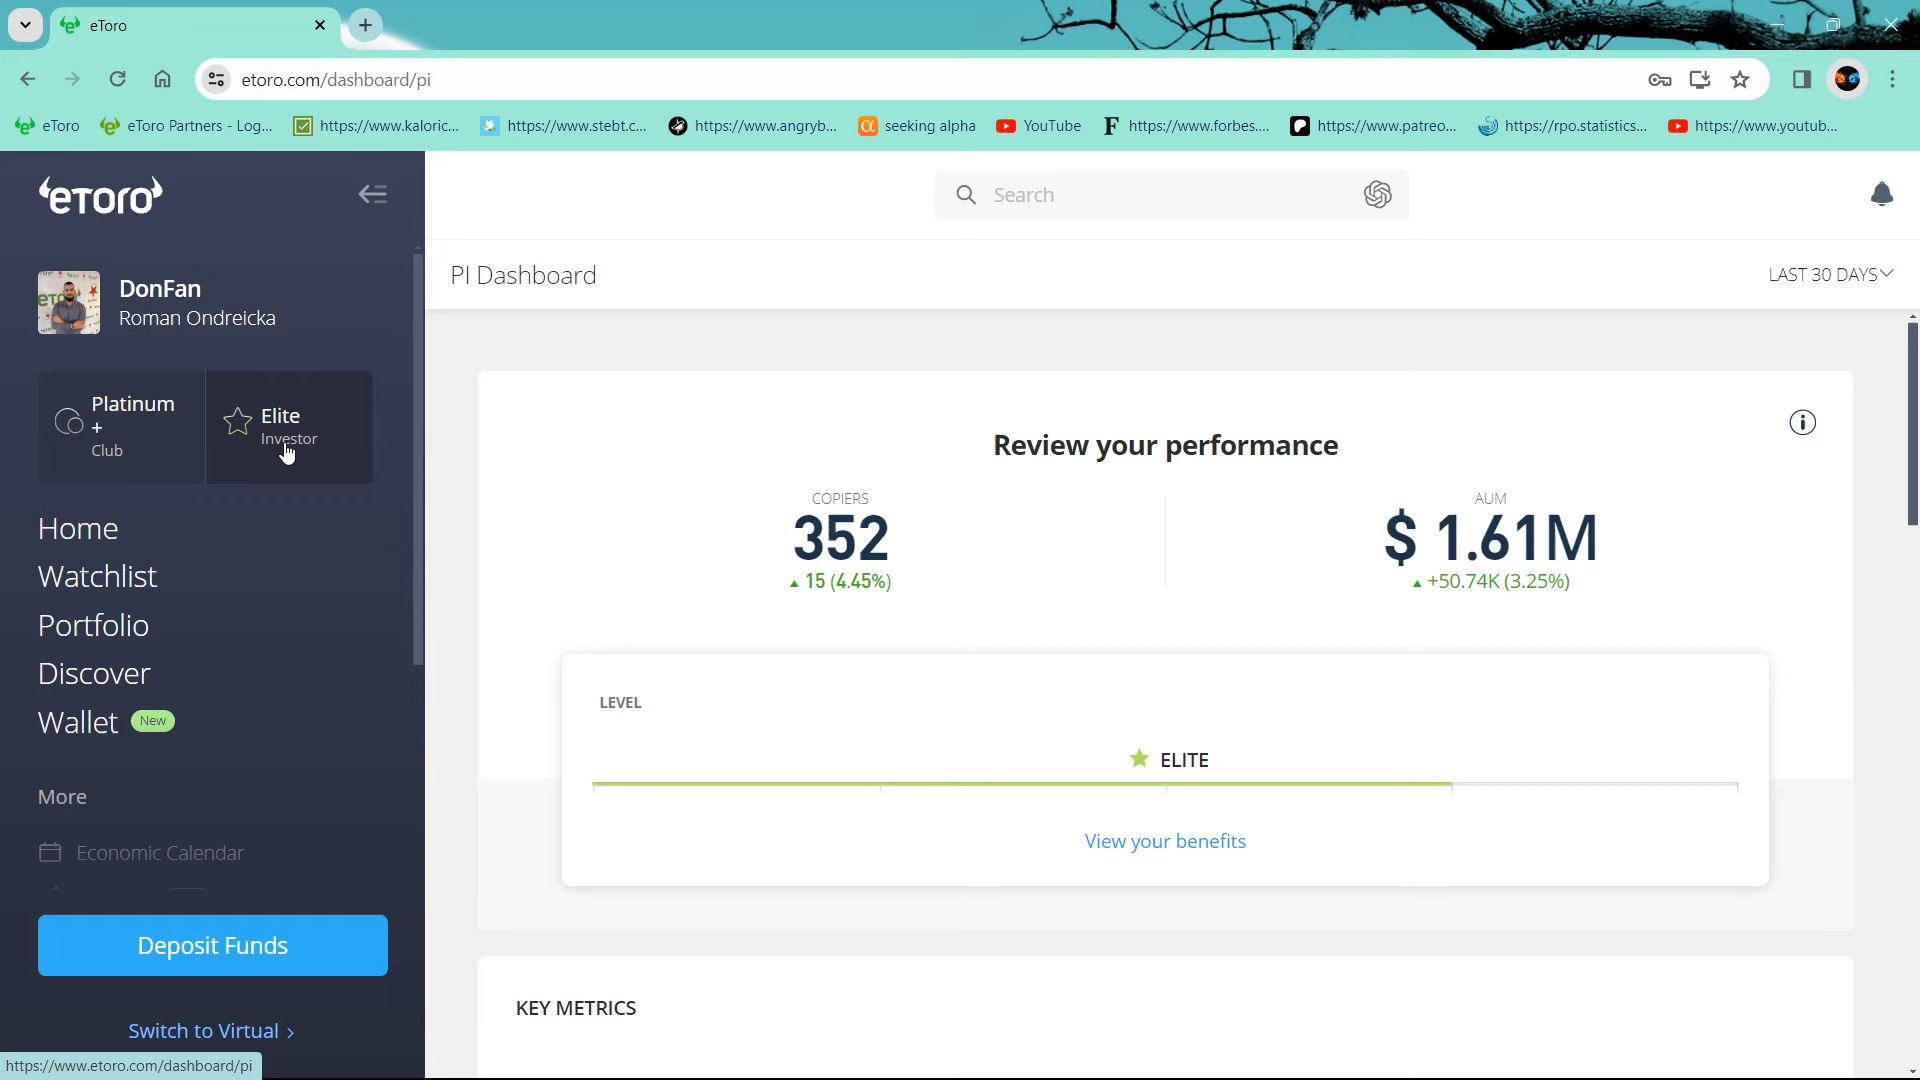 eToro
etoro.com/dashboard/pi
eToro
eToro Partners - Log...
https://www.kaloric...
https://www.stebt.c...
https://www.angryb...
seeking alpha
YouTube
https://www.forbes....
https://www.patreo...
https://rpo.statistics...
https://www.youtub...
eTORO
Search
DonFan
Roman Ondreicka
PI Dashboard
LAST 30 DAYS
Platinum
+
Club
Elite
Investor
Home
Watchlist
Portfolio
Discover
Wallet New
More
Economic Calendar
Deposit Funds
Switch to Virtual >
https://www.etoro.com/dashboard/pi
Review your performance
COPIERS
352
▲ 15 (4.45%)
AUM
$ 1.61M
▲ +50.74K (3.25%)
LEVEL
ELITE
View your benefits
KEY METRICS